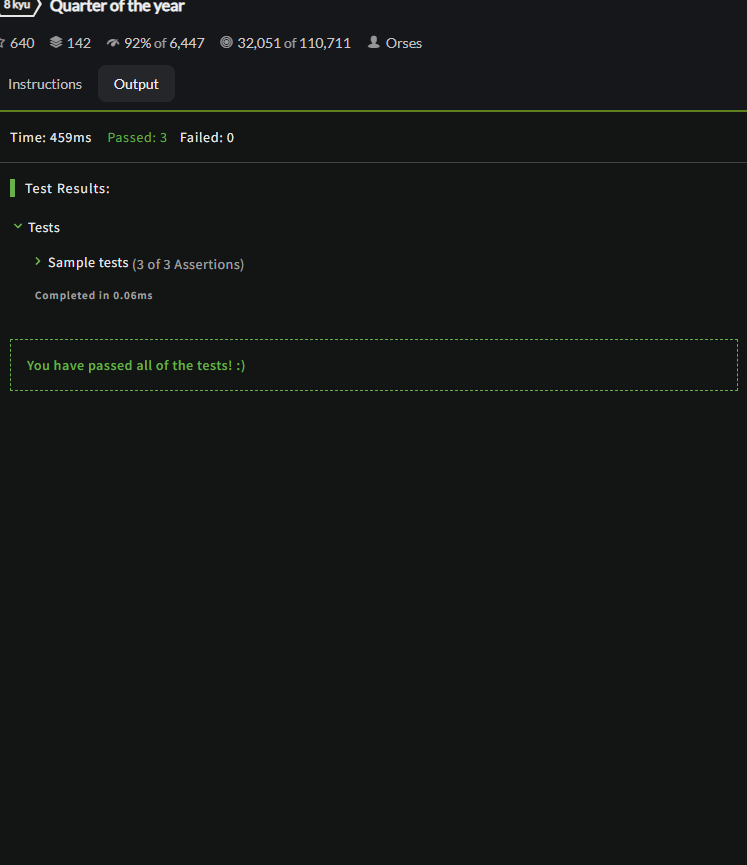 8 kyu Quarter of the year
640 142 92% of 6,447 32,051 of 110,711 Orses
Instructions Output
Time: 459ms Passed: 3 Failed: 0
Test Results:
Tests
Sample tests (3 of 3 Assertions)
Completed in 0.06ms
You have passed all of the tests! :)